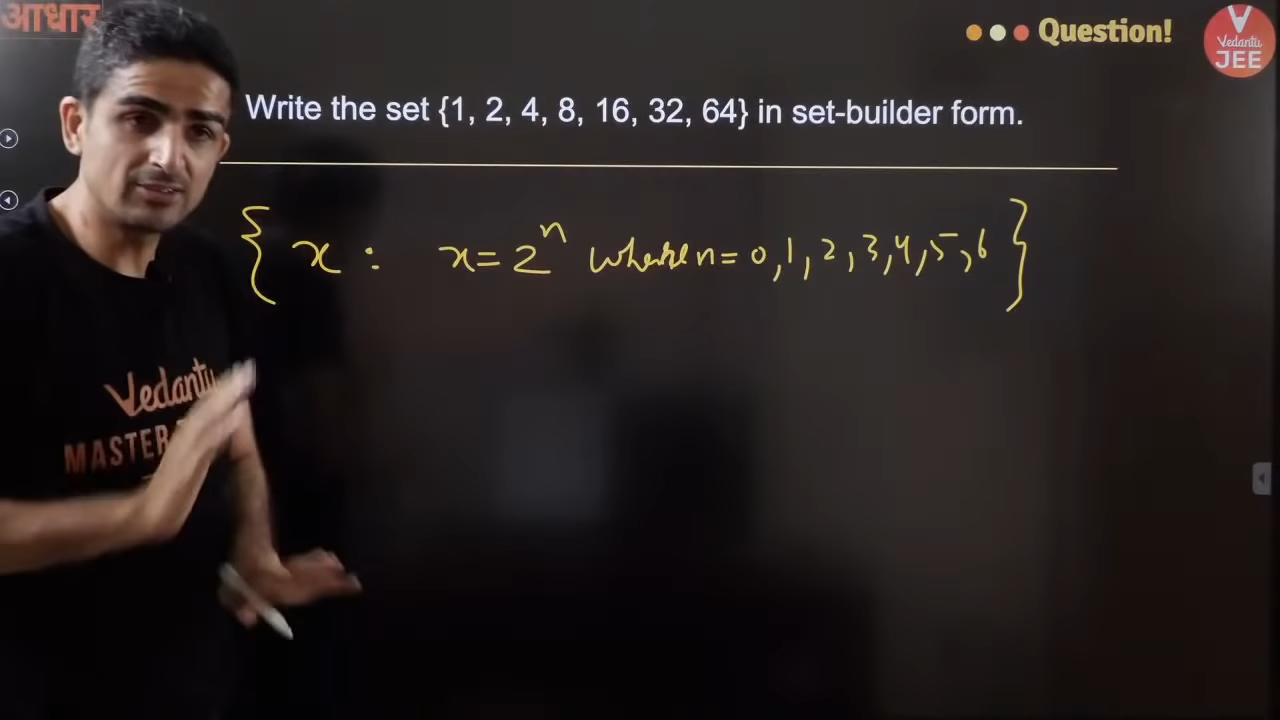 आधार
Question!
Vedantu
JEE
Write the set {1, 2, 4, 8, 16, 32, 64} in set-builder form.
{ x : x = 2ⁿ where n = 0, 1, 2, 3, 4, 5, 6 }
Vedantu
MASTER